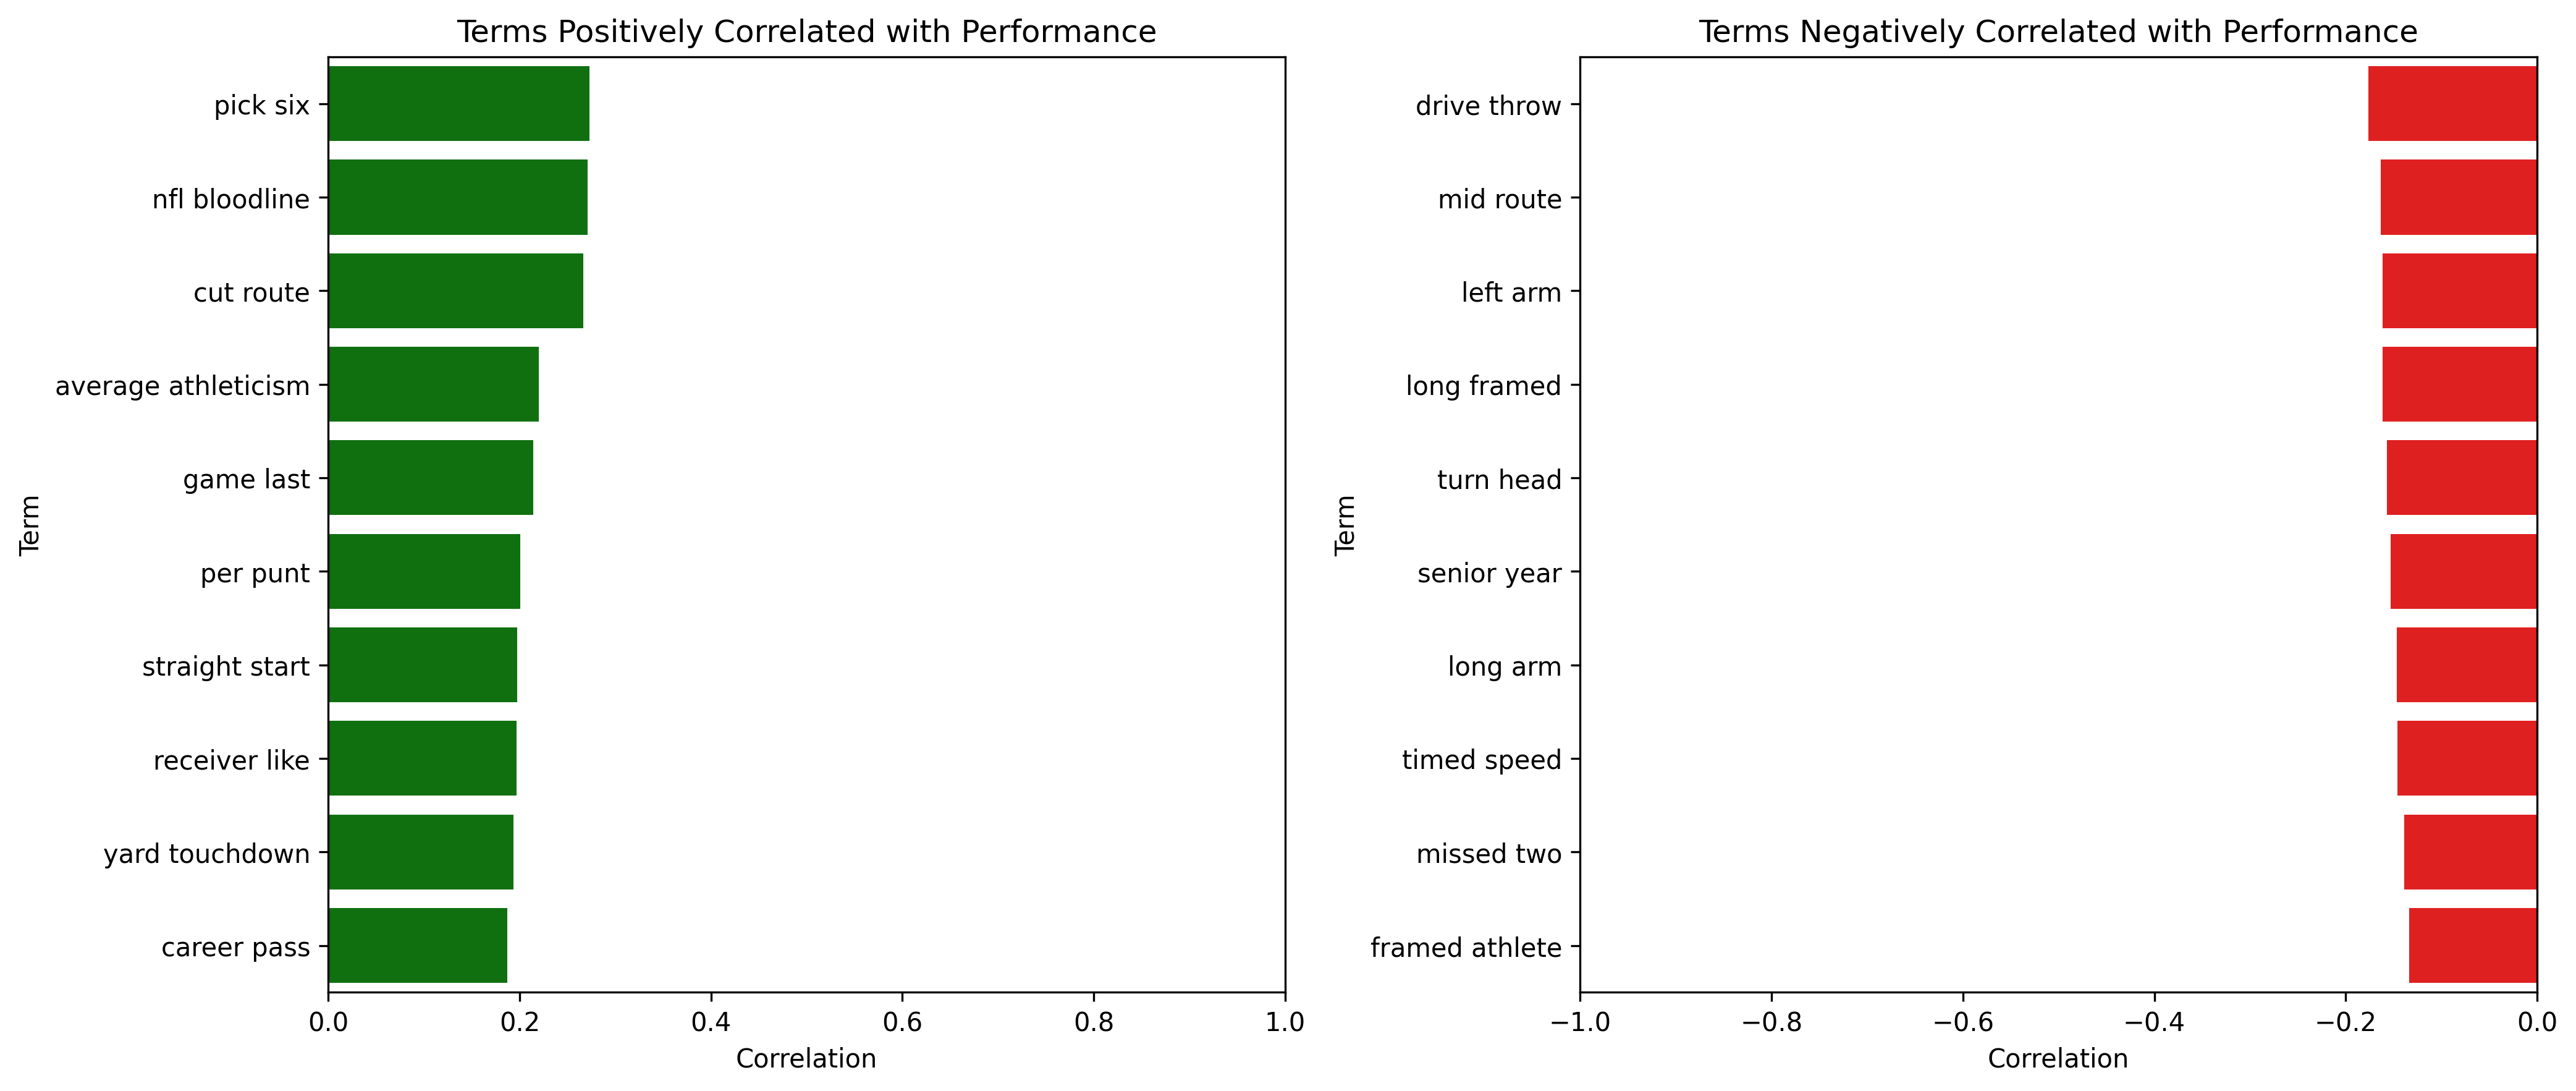 Terms Positively Correlated with Performance
Term
pick six
nfl bloodline
cut route
average athleticism
game last
per punt
straight start
receiver like
yard touchdown
career pass
0.0 0.2 0.4 0.6 0.8 1.0
Correlation
Terms Negatively Correlated with Performance
Term
drive throw
mid route
left arm
long framed
turn head
senior year
long arm
timed speed
missed two
framed athlete
−1.0 −0.8 −0.6 −0.4 −0.2 0.0
Correlation